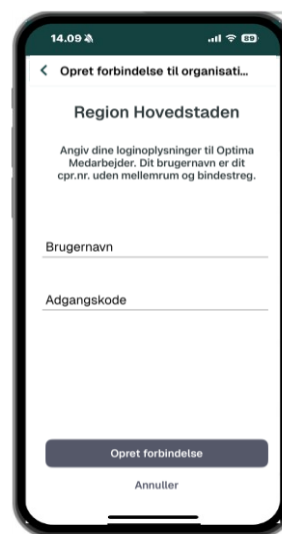 14.09
89
Opret forbindelse til organisati...
Region Hovedstaden
Angiv dine loginoplysninger til Optima
Medarbejder. Dit brugernavn er dit
cpr.nr. uden mellemrum og bindestreg.
Brugernavn
Adgangskode
Opret forbindelse
Annuller